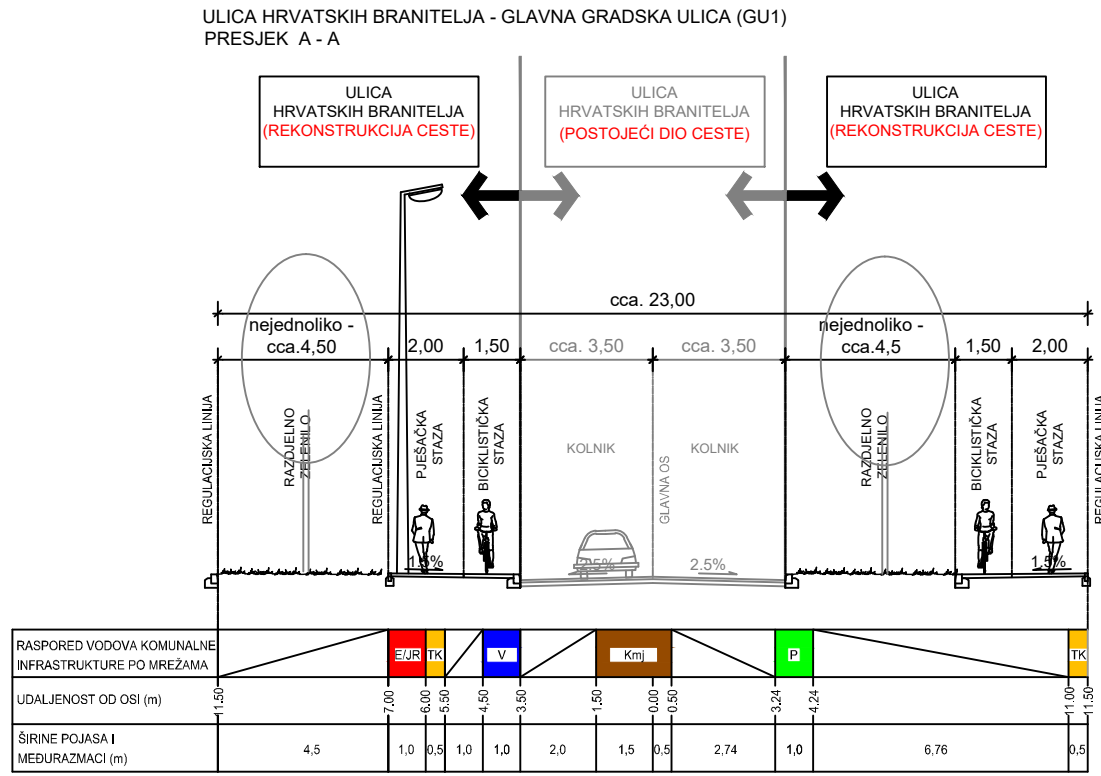 ULICA HRVATSKIH BRANITELJA - GLAVNA GRADSKA ULICA (GU1)
PRESJEK A - A
ULICA
HRVATSKIH BRANITELJA
(REKONSTRUKCIJA CESTE)
ULICA
HRVATSKIH BRANITELJA
(POSTOJEĆI DIO CESTE)
ULICA
HRVATSKIH BRANITELJA
(REKONSTRUKCIJA CESTE)
cca. 23,00
nejednoliko -
cca.4,50
2,00
1,50
cca. 3,50
cca. 3,50
nejednoliko -
cca.4,5
1,50
2,00
REGULACIJSKA LINIJA
RAZDJELNO
ZELENILO
REGULACIJSKA LINIJA
PJEŠAČKA
STAZA
BICIKLISTIČKA
STAZA
KOLNIK
GLAVNA OS
KOLNIK
RAZDJELNO
ZELENILO
BICIKLISTIČKA
STAZA
PJEŠAČKA
STAZA
REGULACIJSKA LINIJA
1.5%
2.5%
2.5%
1,5%
RASPORED VODOVA KOMUNALNE
INFRASTRUKTURE PO MREŽAMA
E/JR
TK
V
Kmj
P
TK
UDALJENOST OD OSI (m)
11.50
7.00
6.00
5.50
4.50
3.50
1.50
0.00
0.50
3.24
4.24
11.00
11.50
ŠIRINE POJASA I
MEĐURAZMACI (m)
4,5
1,0
0,5
1,0
1,0
2,0
1,5
0,5
2,74
1,0
6,76
0,5